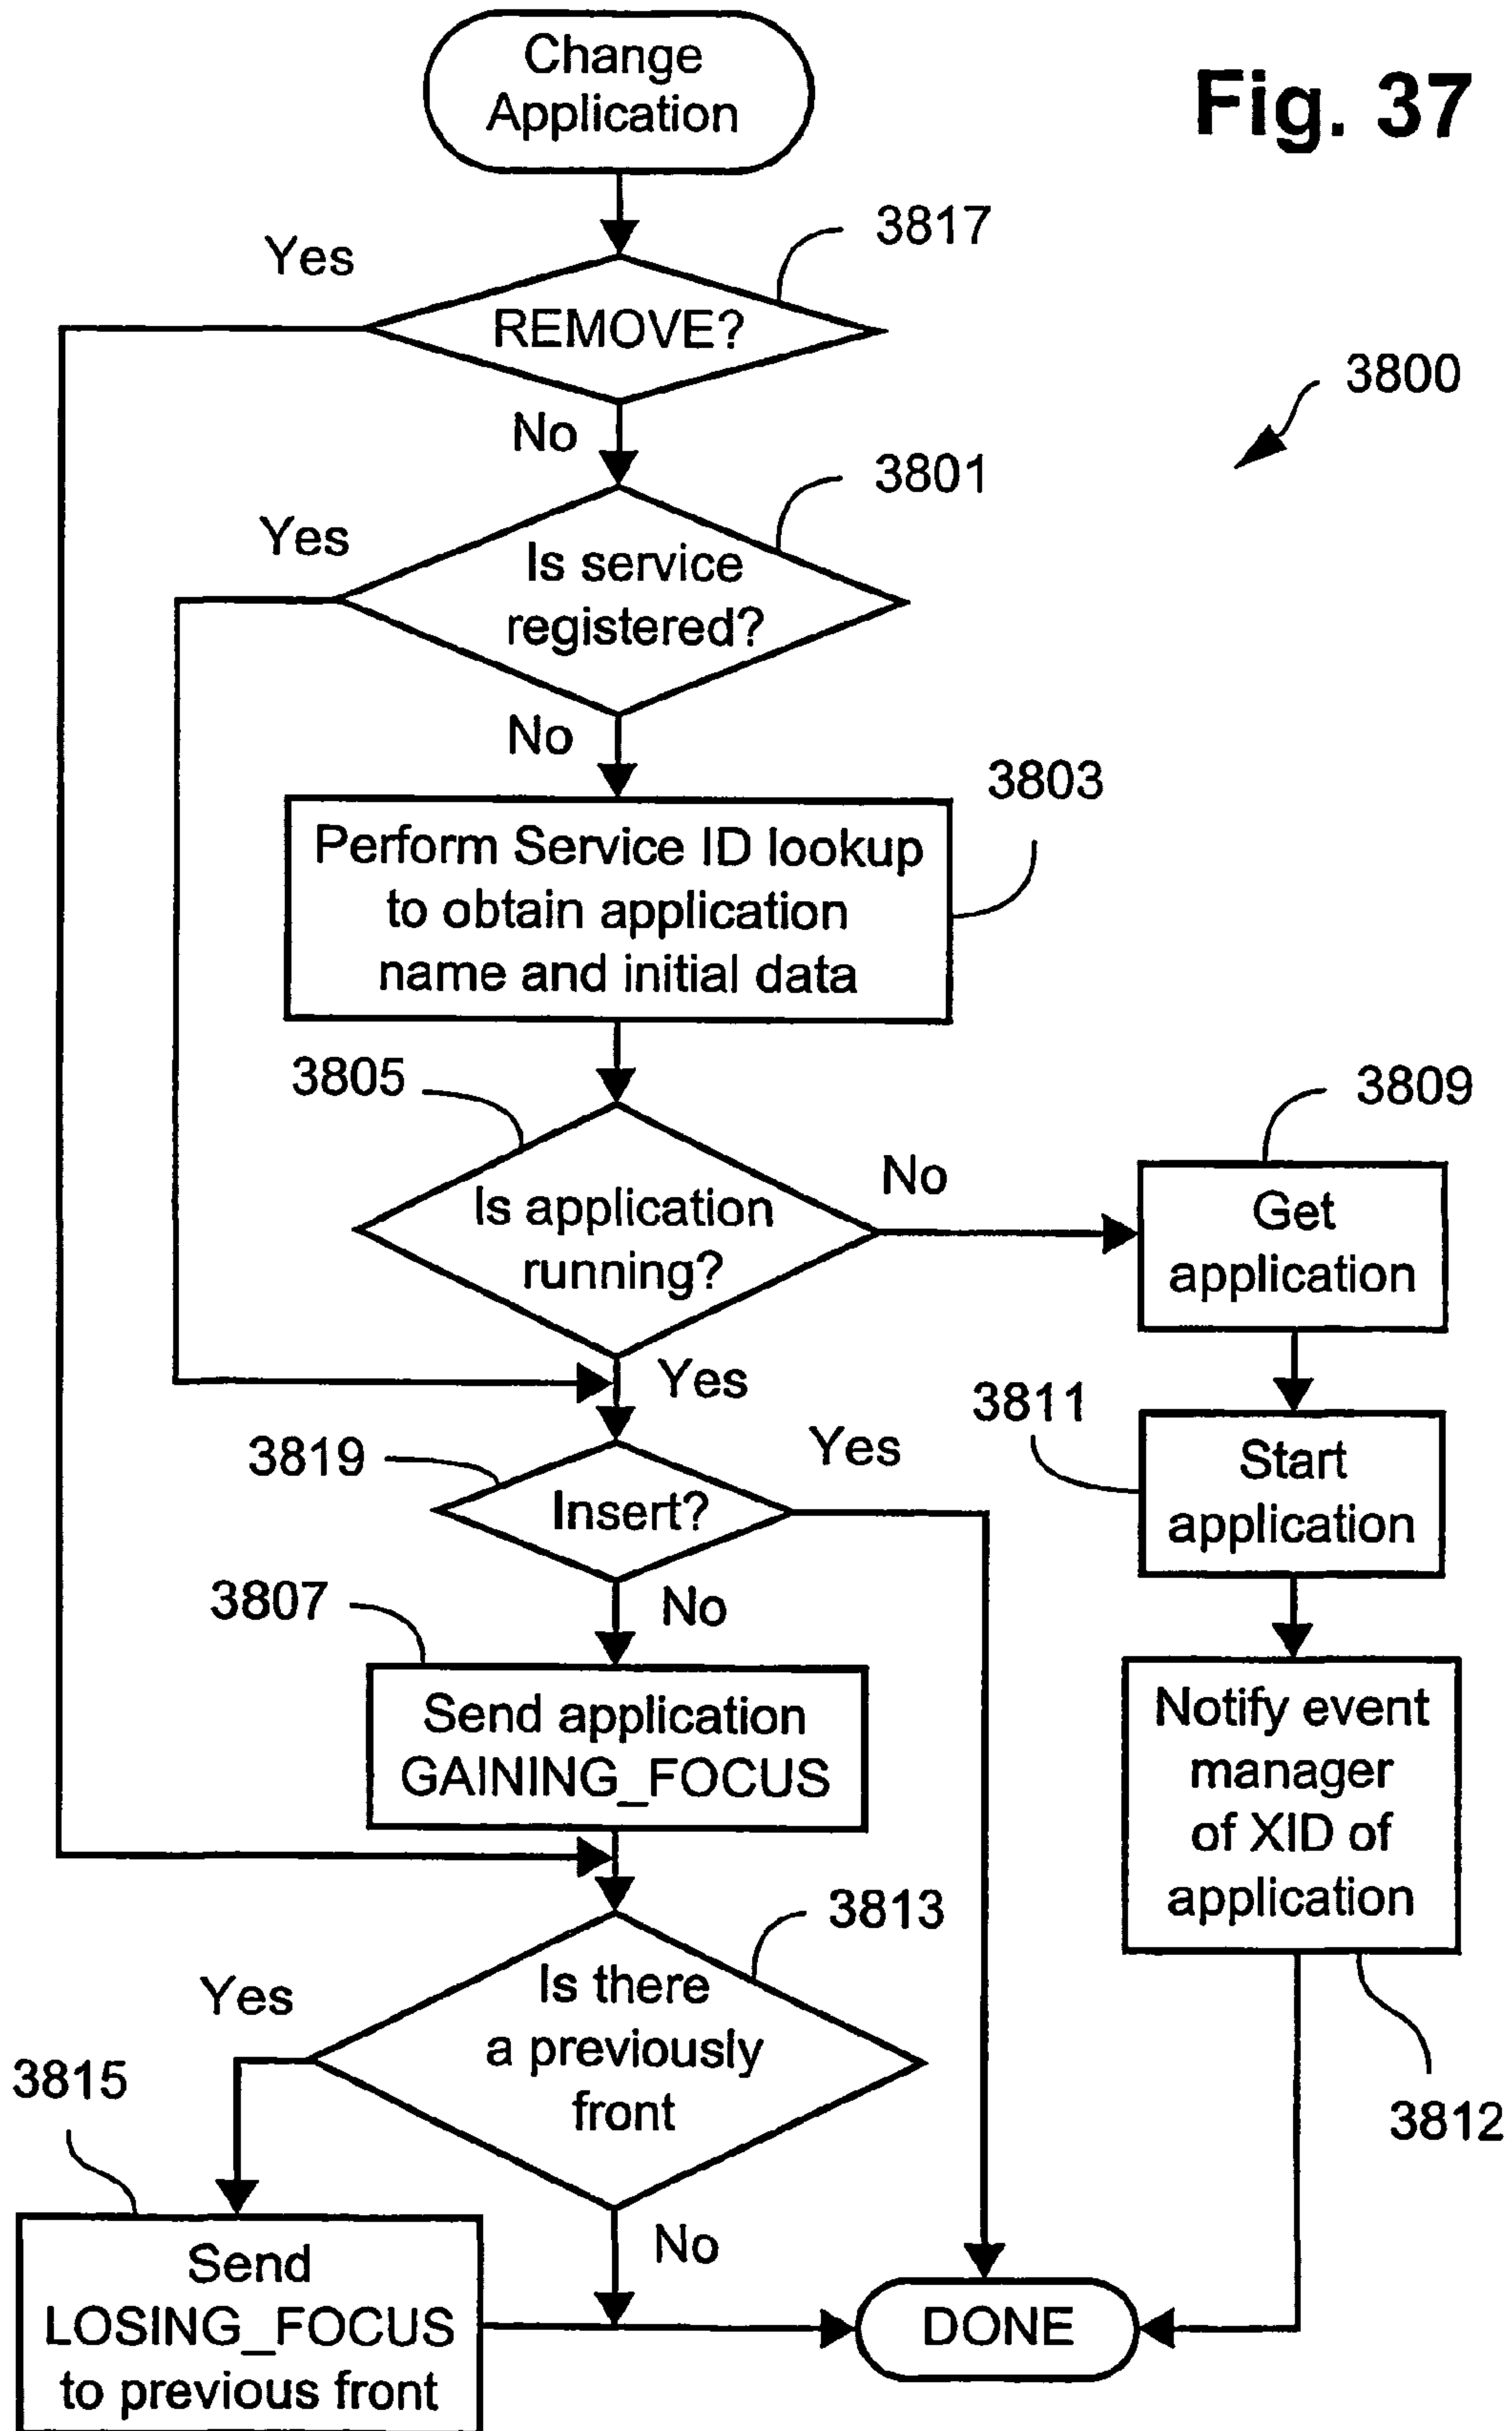 Change
Application
Fig. 37
3817
Yes
REMOVE?
3800
No
3801
Yes
Is service
registered?
No
3803
Perform Service ID lookup
to obtain application
name and initial data
3805
3809
No
Is application
running?
Get
application
Yes
3811
3819
Yes
Start
application
Insert?
3807
No
Send application
GAINING_FOCUS
Notify event
manager
of XID of
application
3813
Yes
Is there
a previously
front
3815
3812
No
Send
LOSING_FOCUS
to previous front
DONE